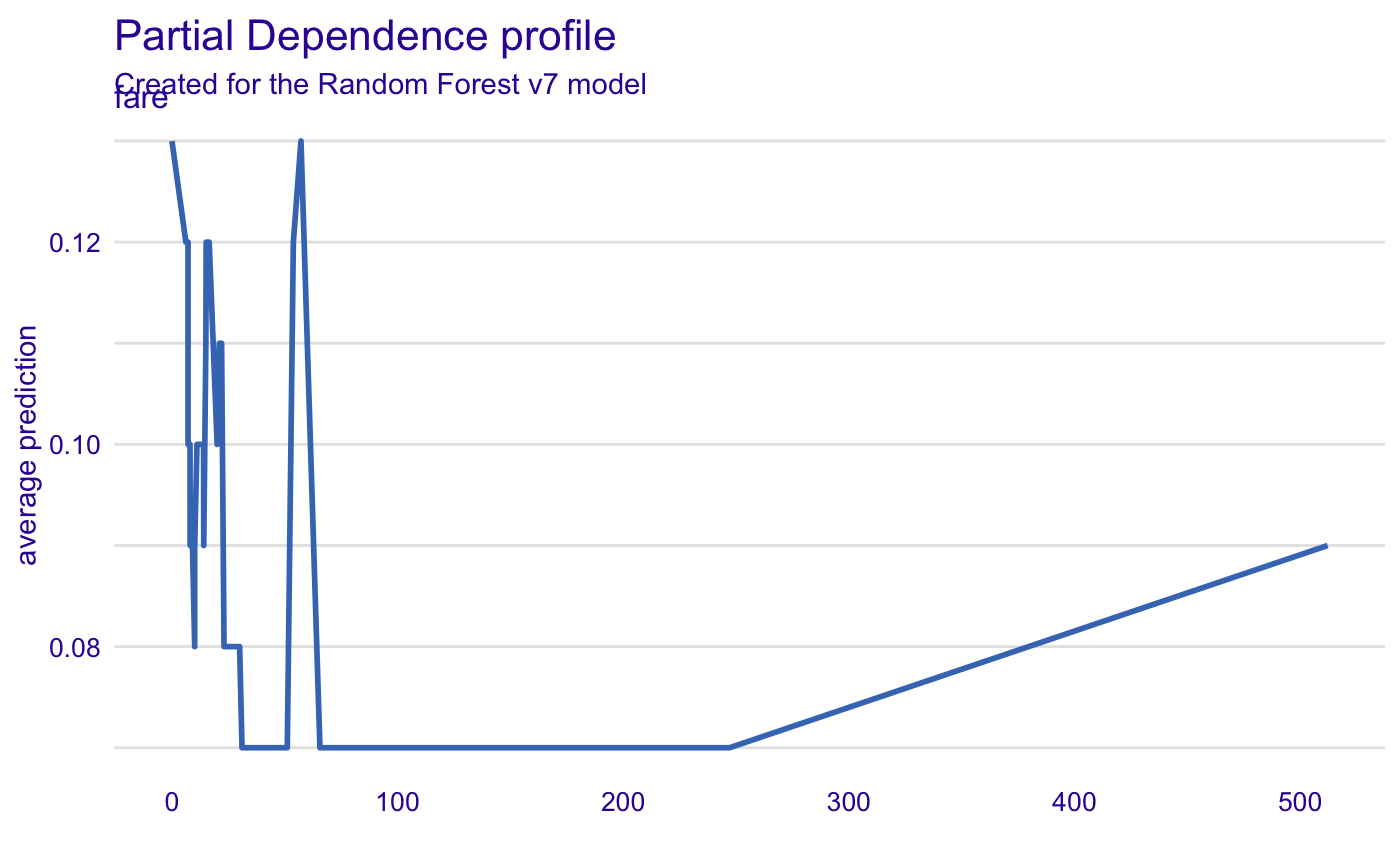 Partial Dependence profile
Created for the Random Forest v7 model
fare
average prediction
0.12
0.10
0.08
0
100
200
300
400
500